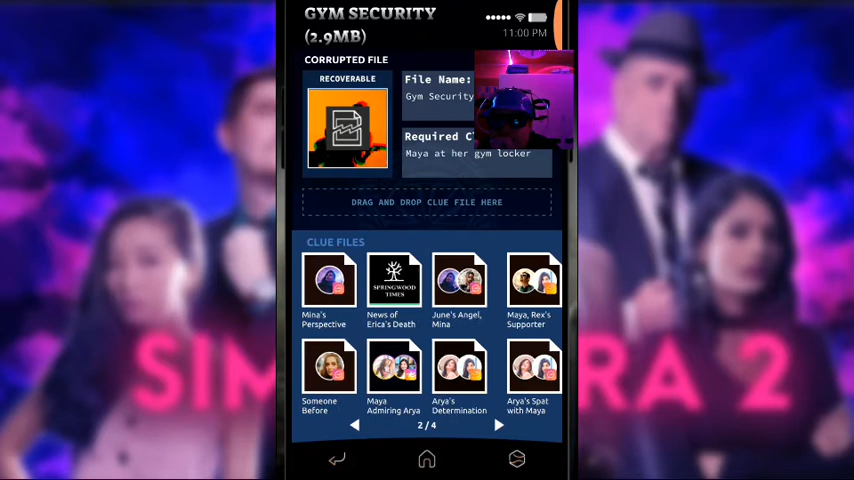 GYM SECURITY
(2.9MB)
11:00 PM
CORRUPTED FILE
RECOVERABLE
File Name:
Gym Security
Required
Maya at her gym locker
DRAG AND DROP CLUE FILE HERE
CLUE FILES
SPRINGWOOD
TIMES
Mina's
Perspective
News of
Erica's Death
June's Angel,
Mina
Maya, Rex's
Supporter
Someone
Before
Maya
Admiring Arya
Arya's
Determination
Arya's Spat
with Maya
2 / 4
SIM
RA 2